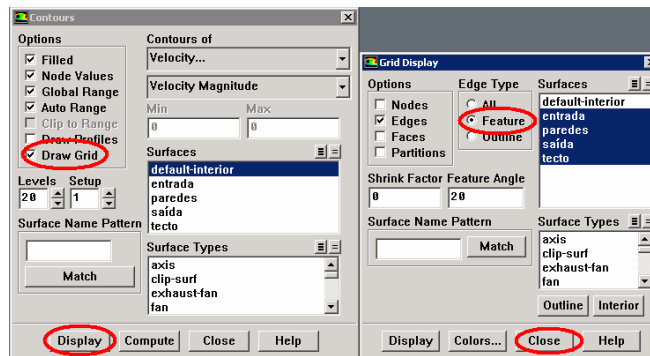 Contours
Options
Filled
Node Values
Global Range
Auto Range
Clip to Range
Draw Profiles
Draw Grid
Levels Setup
20 1
Surface Name Pattern
Match
Contours of
Velocity...
Velocity Magnitude
Min Max
0 0
Surfaces
default-interior
entrada
paredes
saída
tecto
Surface Types
axis
clip-surf
exhaust-fan
fan
Display Compute Close Help
Grid Display
Options
Nodes
Edges
Faces
Partitions
Edge Type
All
Feature
Outline
Shrink Factor Feature Angle
0 20
Surface Name Pattern
Match
Surfaces
default-interior
entrada
paredes
saída
tecto
Surface Types
axis
clip-surf
exhaust-fan
fan
Outline Interior
Display Colors... Close Help